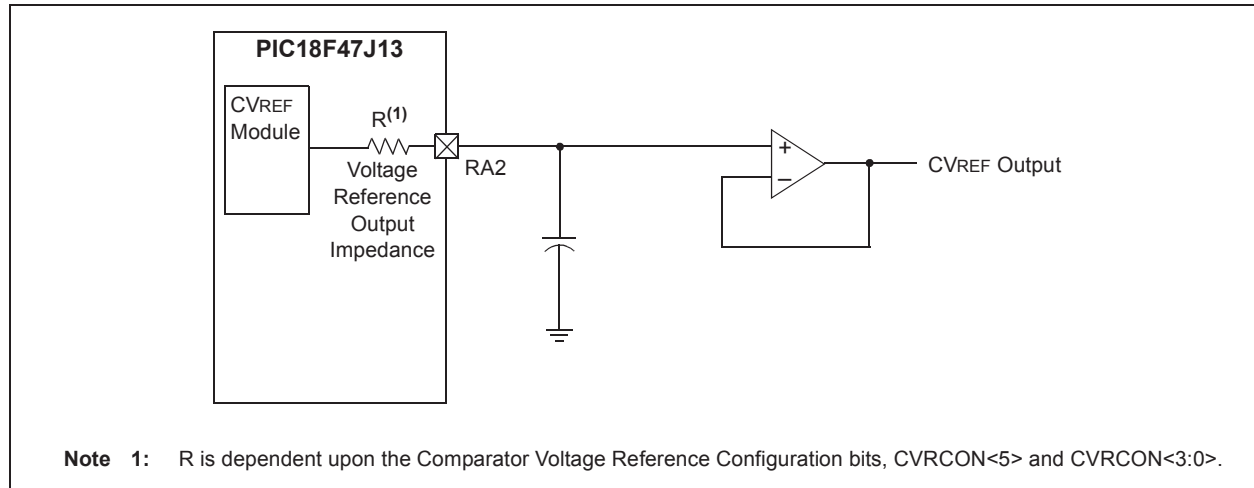 PIC18F47J13
CVREF
Module
R(1)
Voltage
Reference
Output
Impedance
RA2
+
–
CVREF Output
Note 1: R is dependent upon the Comparator Voltage Reference Configuration bits, CVRCON<5> and CVRCON<3:0>.